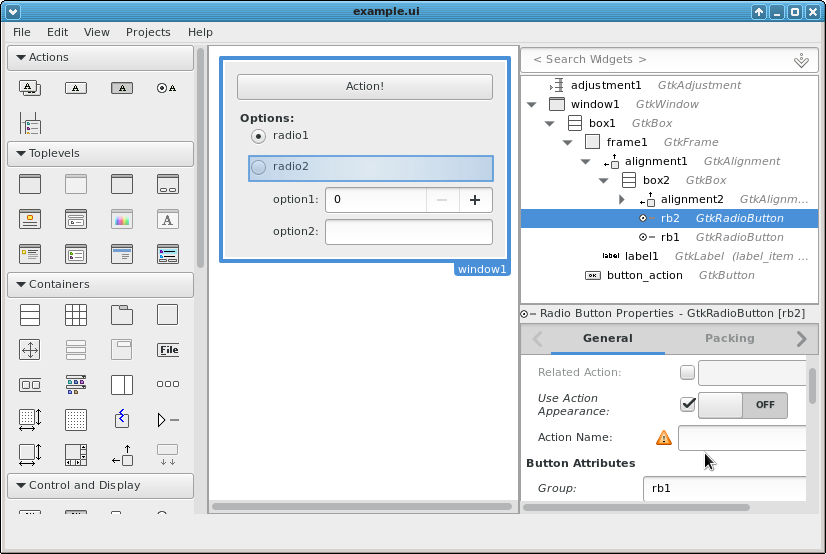 example.ui
File Edit View Projects Help
Actions
A
A
A
A
Toplevels
A
Containers
File
Control and Display
Action!
Options:
radio1
radio2
option1: 0
option2:
window1
< Search Widgets >
adjustment1 GtkAdjustment
window1 GtkWindow
box1 GtkBox
frame1 GtkFrame
alignment1 GtkAlignment
box2 GtkBox
alignment2 GtkAlignm...
rb2 GtkRadioButton
rb1 GtkRadioButton
label label1 GtkLabel (label_item ...
OK button_action GtkButton
Radio Button Properties - GtkRadioButton [rb2]
General Packing
Related Action:
Use Action
Appearance: OFF
Action Name:
Button Attributes
Group: rb1